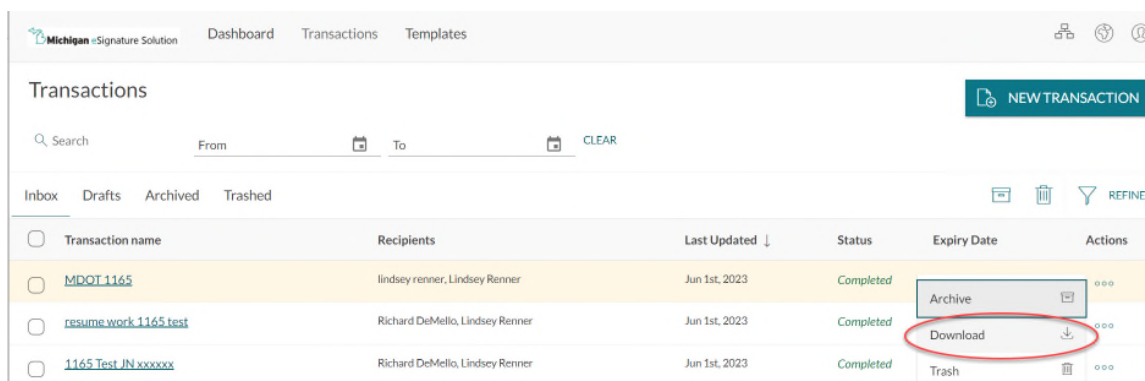 Michigan eSignature Solution Dashboard Transactions Templates
Transactions
NEW TRANSACTION
Search From To CLEAR
Inbox Drafts Archived Trashed REFINE
Transaction name Recipients Last Updated ↓ Status Expiry Date Actions
MDOT 1165 lindsey renner, Lindsey Renner Jun 1st, 2023 Completed
Archive
resume work 1165 test Richard DeMello, Lindsey Renner Jun 1st, 2023 Completed
Download
1165 Test JN xxxxxx Richard DeMello, Lindsey Renner Jun 1st, 2023 Completed
Trash